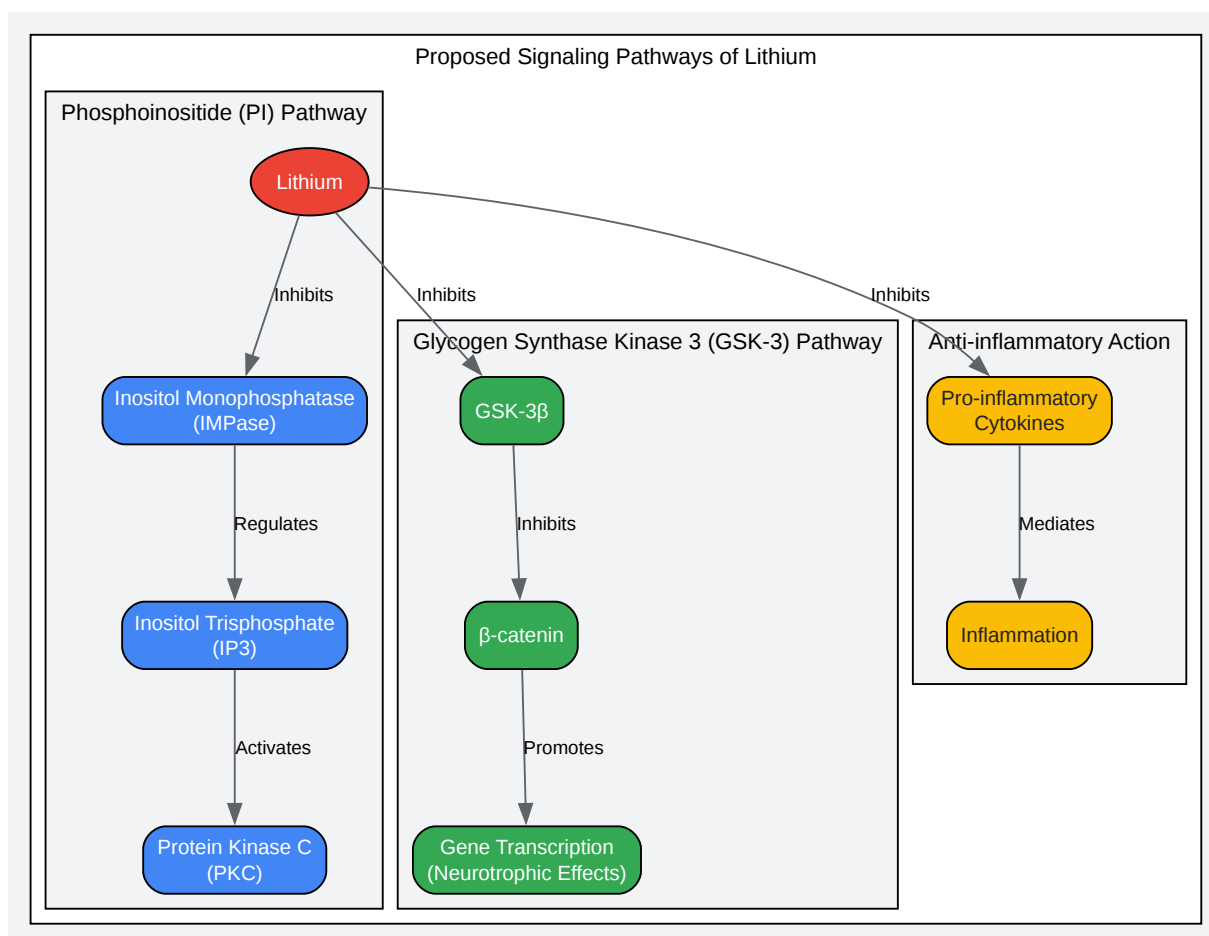 Proposed Signaling Pathways of Lithium
Phosphoinositide (PI) Pathway
Lithium
Inhibits
Inhibits
Inhibits
Glycogen Synthase Kinase 3 (GSK-3) Pathway
Anti-inflammatory Action
Inositol Monophosphatase
(IMPase)
GSK-3β
Pro-inflammatory
Cytokines
Regulates
Inhibits
Mediates
Inositol Trisphosphate
(IP3)
β-catenin
Inflammation
Activates
Promotes
Protein Kinase C
(PKC)
Gene Transcription
(Neurotrophic Effects)